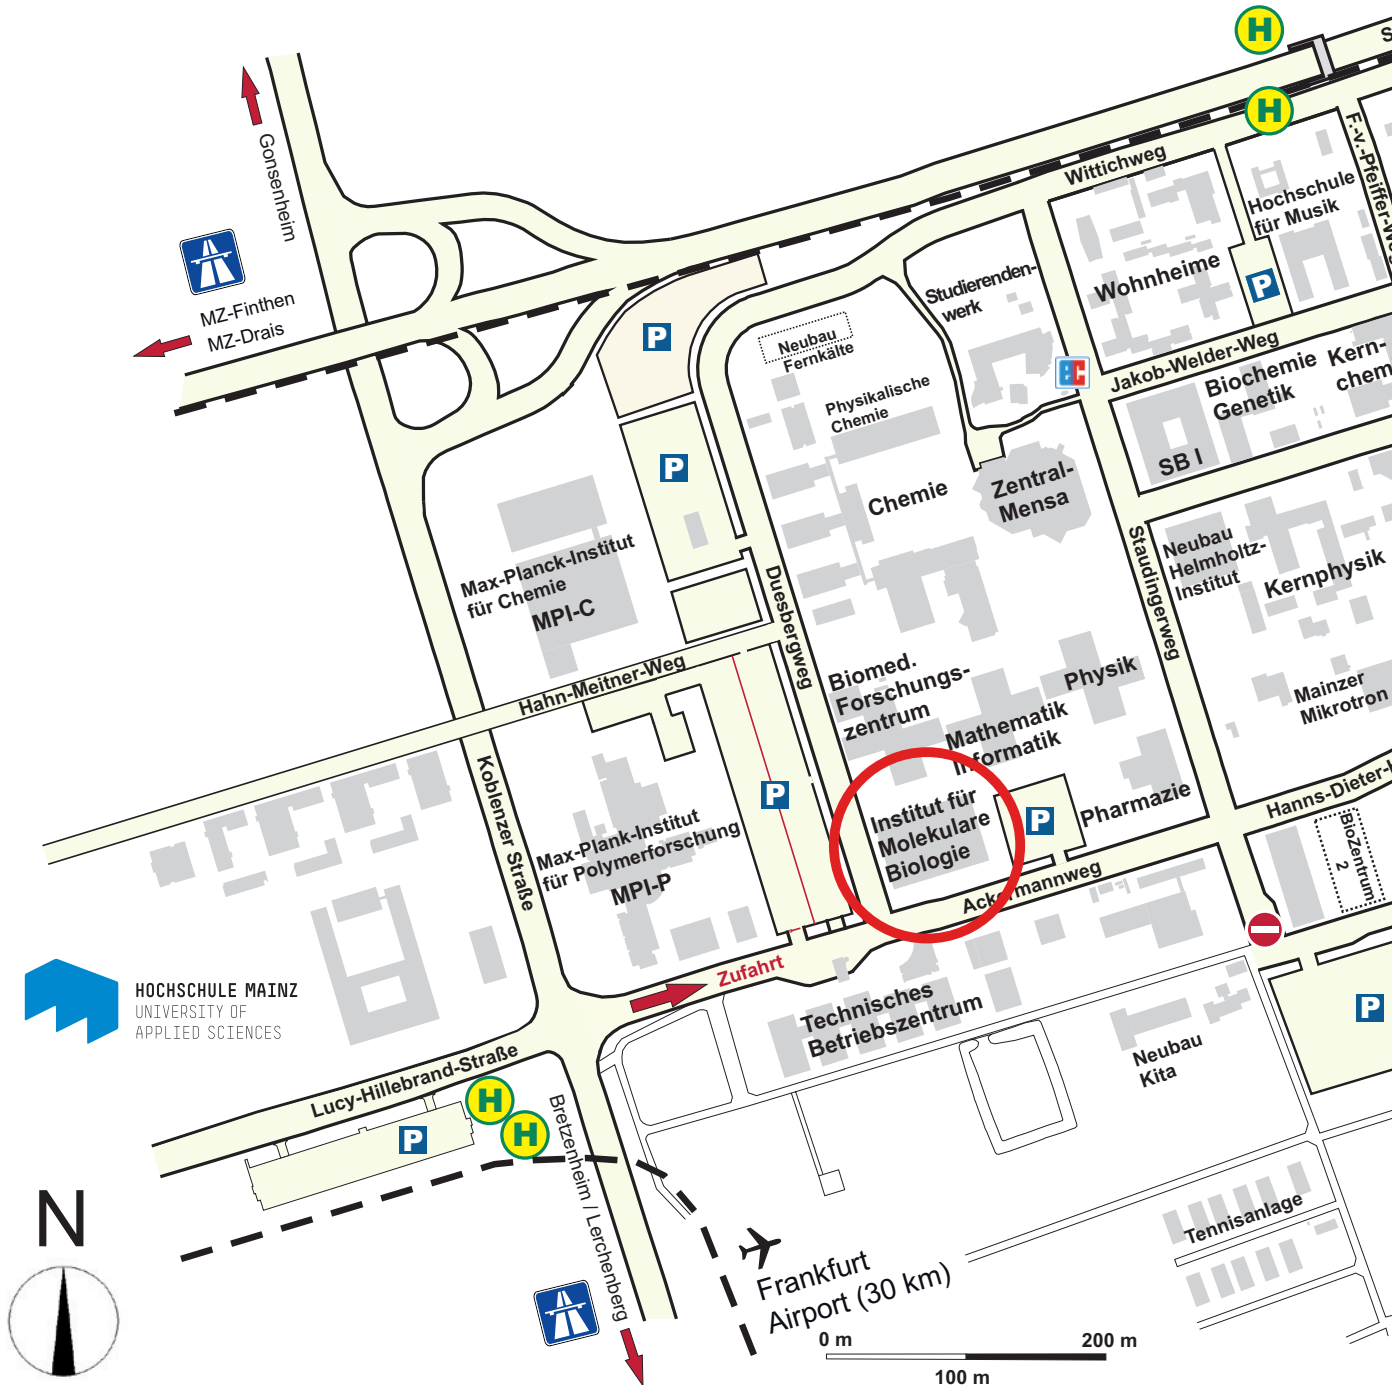 H
S
H
Gonsenheim
F.-v.-Pfeiffer-We
Wittichweg
Hochschule
für Musik
MZ-Finthen
MZ-Drais
Studierenden-
werk
Wohnheime
P
P
Neubau
Fernkälte
EC
Jakob-Welder-Weg
Biochemie
Genetik
Kern-
chem
Physikalische
Chemie
P
Chemie
Zentral-
Mensa
SB I
Max-Planck-Institut
für Chemie
MPI-C
Duesbergweg
Staudingerweg
Neubau
Helmholtz-
Institut
Kernphysik
Hahn-Meitner-Weg
Biomed.
Forschungs-
zentrum
Physik
Mainzer
Mikrotron
Mathematik
Informatik
Koblenzer Straße
P
Institut für
Molekulare
Biologie
P
Pharmazie
Hanns-Dieter-H
Max-Plank-Institut
für Polymerforschung
MPI-P
BioZentrum
2
Ackermannweg
Zufahrt
HOCHSCHULE MAINZ
UNIVERSITY OF
APPLIED SCIENCES
Technisches
Betriebszentrum
P
Neubau
Kita
Lucy-Hillebrand-Straße
H
H
P
Bretzenheim / Lerchenberg
N
Tennisanlage
Frankfurt
Airport (30 km)
0 m
200 m
100 m